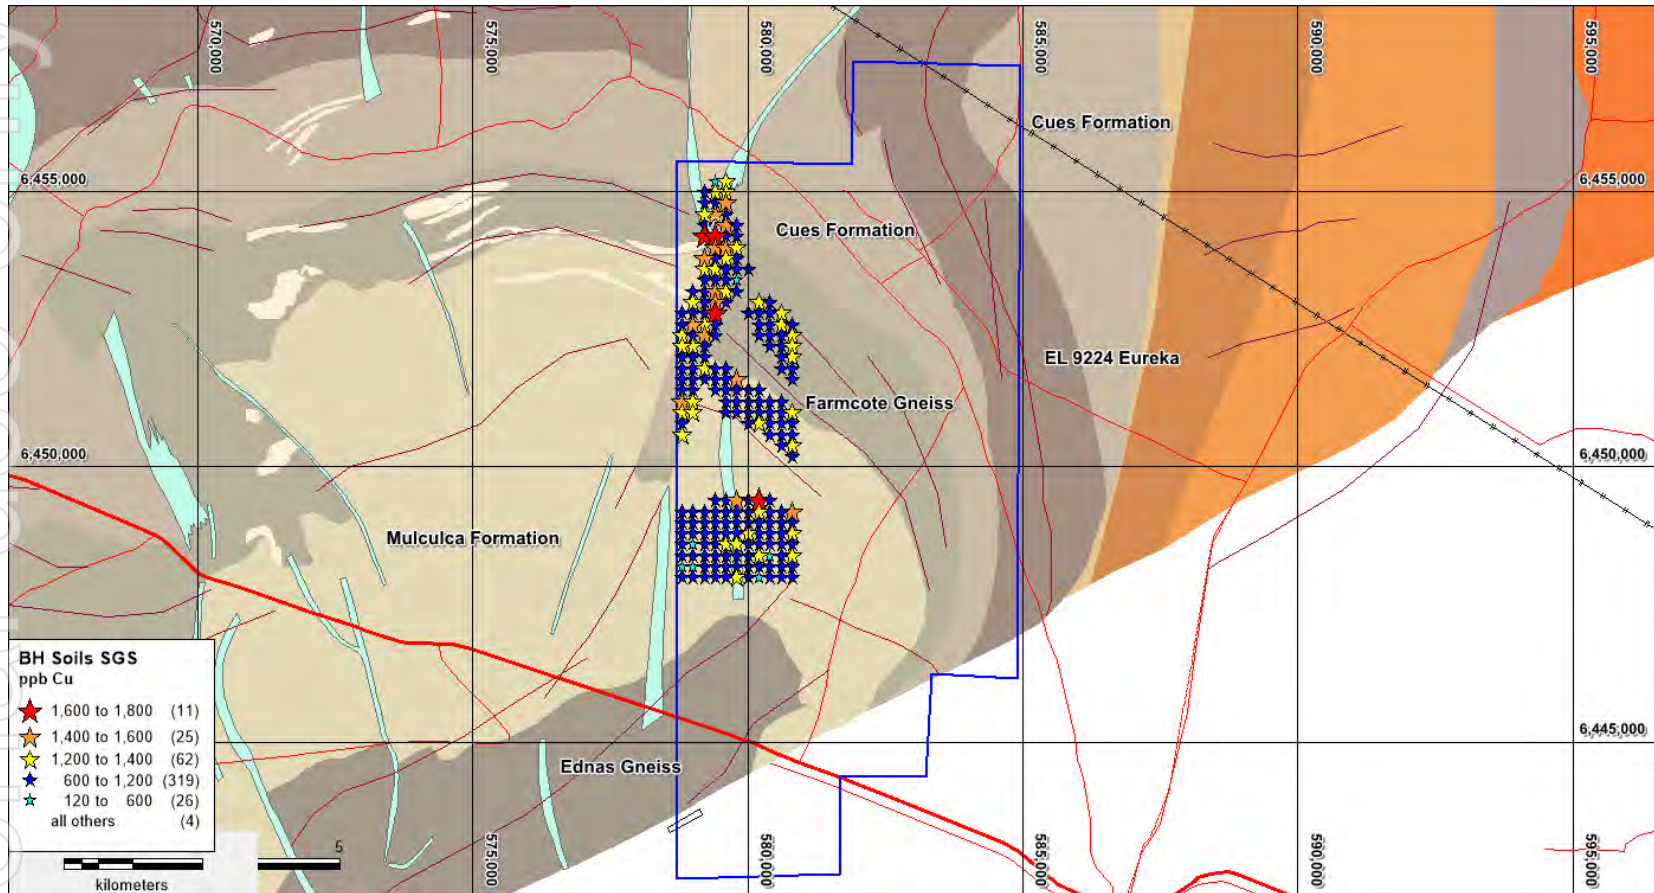 570,000
575,000
580,000
585,000
590,000
595,000
Cues Formation
6,455,000
6,455,000
Cues Formation
EL 9224 Eureka
Farmcote Gneiss
6,450,000
6,450,000
Mulculca Formation
6,445,000
Ednas Gneiss
BH Soils SGS
ppb Cu
1,600 to 1,800 (11)
1,400 to 1,600 (25)
1,200 to 1,400 (62)
600 to 1,200 (319)
120 to 600 (26)
all others (4)
5
kilometers
575,000
580,000
585,000
590,000
595,000